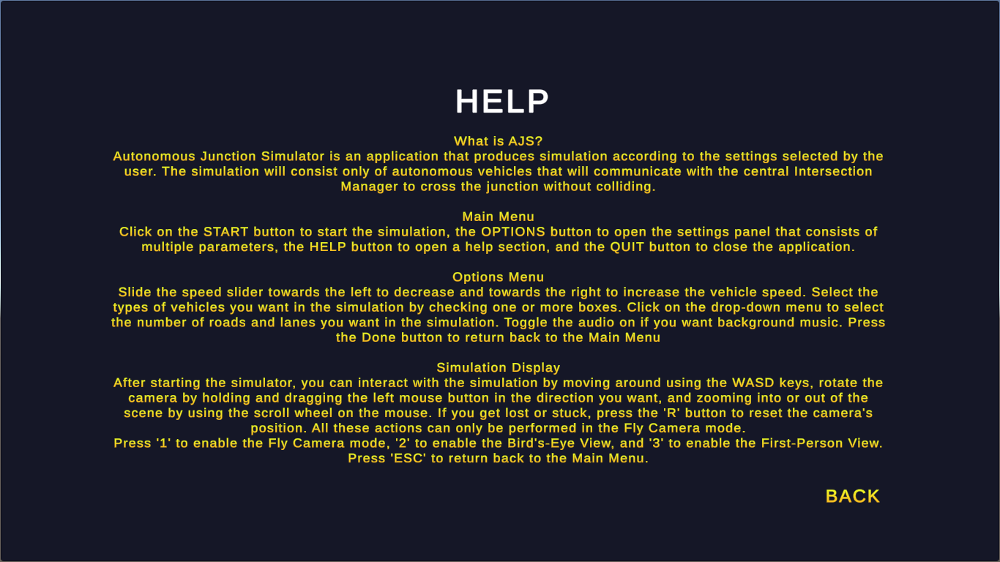 HELP
What is AJS?
Autonomous Junction Simulator is an application that produces simulation according to the settings selected by the
user. The simulation will consist only of autonomous vehicles that will communicate with the central Intersection
Manager to cross the junction without colliding.
Main Menu
Click on the START button to start the simulation, the OPTIONS button to open the settings panel that consists of
multiple parameters, the HELP button to open a help section, and the QUIT button to close the application.
Options Menu
Slide the speed slider towards the left to decrease and towards the right to increase the vehicle speed. Select the
types of vehicles you want in the simulation by checking one or more boxes. Click on the drop-down menu to select
the number of roads and lanes you want in the simulation. Toggle the audio on if you want background music. Press
the Done button to return back to the Main Menu
Simulation Display
After starting the simulator, you can interact with the simulation by moving around using the WASD keys, rotate the
camera by holding and dragging the left mouse button in the direction you want, and zooming into or out of the
scene by using the scroll wheel on the mouse. If you get lost or stuck, press the 'R' button to reset the camera's
position. All these actions can only be performed in the Fly Camera mode.
Press '1' to enable the Fly Camera mode, '2' to enable the Bird's-Eye View, and '3' to enable the First-Person View.
Press 'ESC' to return back to the Main Menu.
BACK